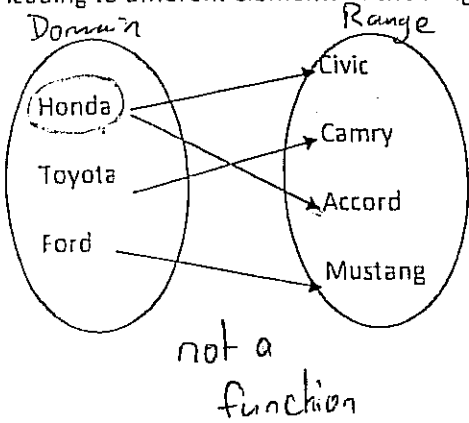 Domain
Range
Honda
Toyota
Ford
Civic
Camry
Accord
Mustang
not a
function